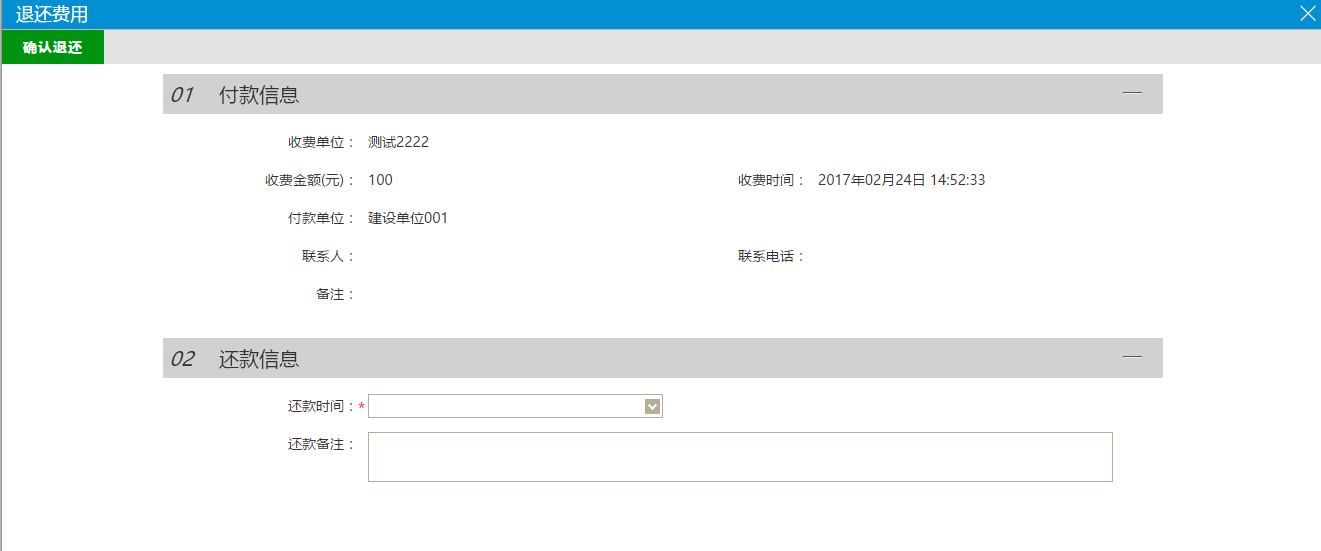 退还费用
确认退还
01 付款信息
收费单位： 测试2222
收费金额(元)： 100 收费时间： 2017年02月24日 14:52:33
付款单位： 建设单位001
联系人： 联系电话：
备注：
02 还款信息
还款时间：*
还款备注：